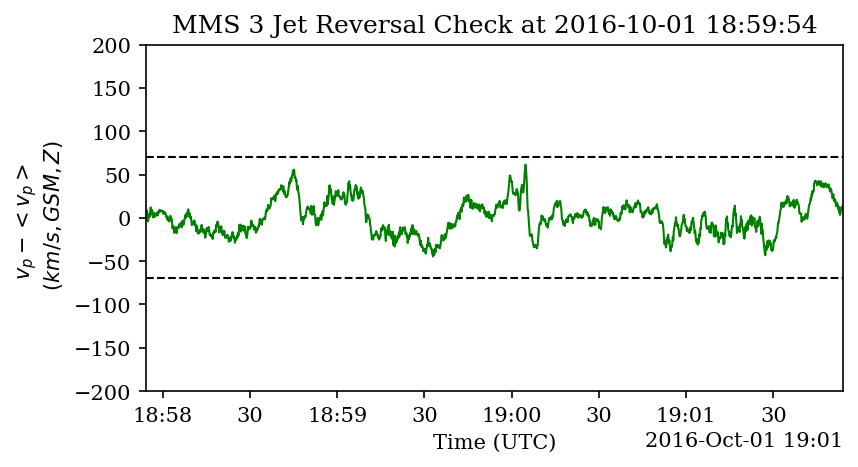 MMS 3 Jet Reversal Check at 2016-10-01 18:59:54
v_p − < v_p >
(km/s, GSM, Z)
200
150
100
50
0
−50
−100
−150
−200
18:58 30 18:59 30 19:00 30 19:01 30
Time (UTC)
2016-Oct-01 19:01